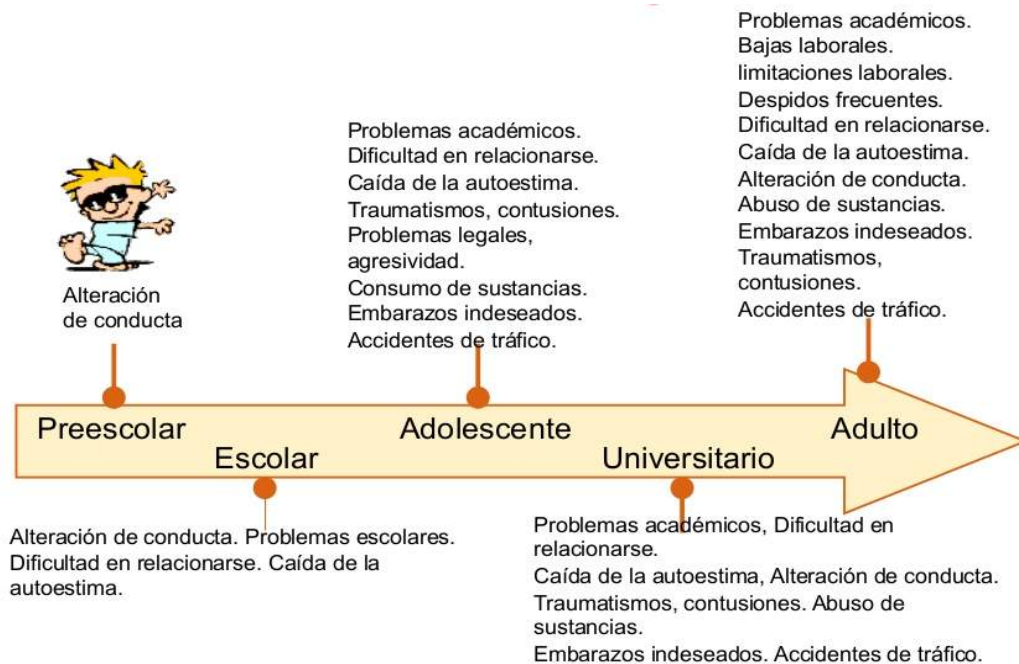 Alteración
de conducta
Problemas académicos.
Dificultad en relacionarse.
Caída de la autoestima.
Traumatismos, contusiones.
Problemas legales,
agresividad.
Consumo de sustancias.
Embarazos indeseados.
Accidentes de tráfico.
Problemas académicos.
Bajas laborales.
limitaciones laborales.
Despidos frecuentes.
Dificultad en relacionarse.
Caída de la autoestima.
Alteración de conducta.
Abuso de sustancias.
Embarazos indeseados.
Traumatismos,
contusiones.
Accidentes de tráfico.
Preescolar
Escolar
Adolescente
Universitario
Adulto
Alteración de conducta. Problemas escolares.
Dificultad en relacionarse. Caída de la
autoestima.
Problemas académicos, Dificultad en
relacionarse.
Caída de la autoestima, Alteración de conducta.
Traumatismos, contusiones. Abuso de
sustancias.
Embarazos indeseados. Accidentes de tráfico.